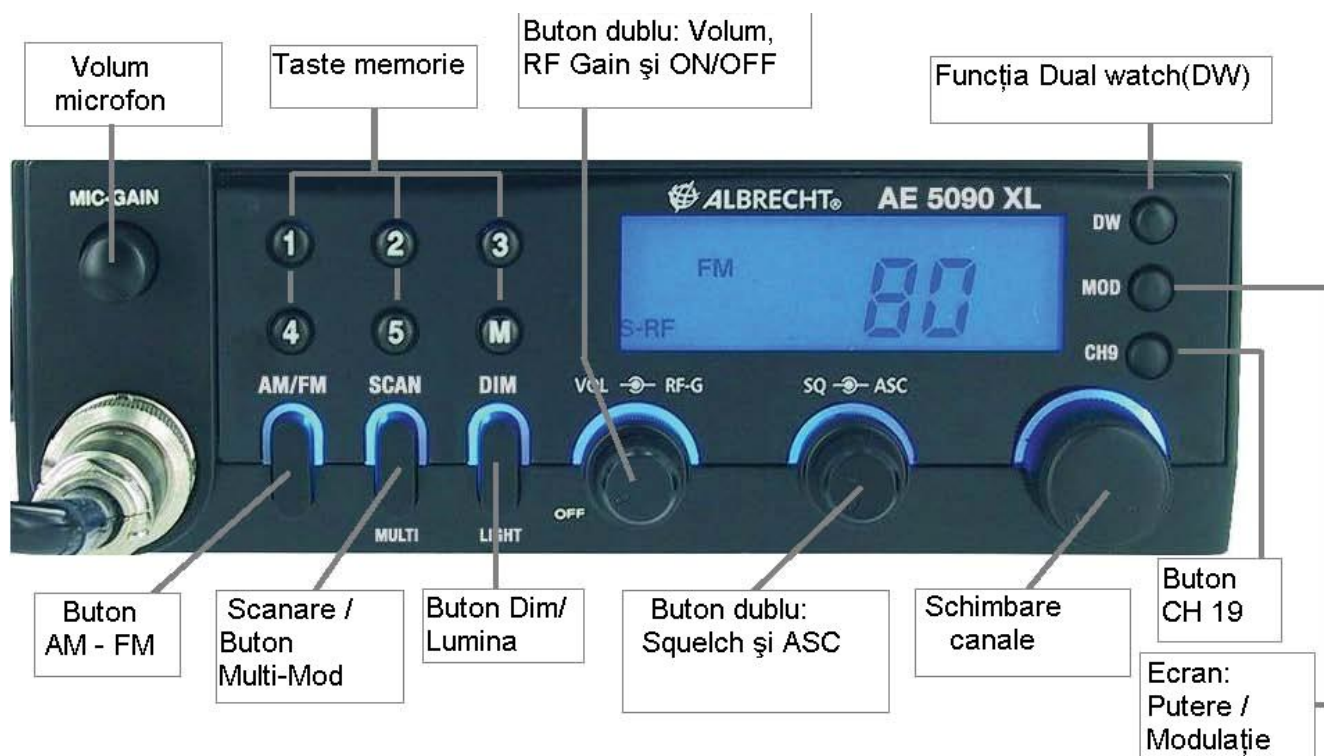 Buton dublu: Volum,
RF Gain şi ON/OFF
Volum
microfon
Taste memorie
Funcția Dual watch(DW)
MIC-GAIN
1 2 3
4 5 M
ALBRECHT® AE 5090 XL
FM 80
S-RF
DW
MOD
CH9
AM/FM SCAN DIM VOL RF-G SQ ASC
OFF
MULTI LIGHT
Buton
AM - FM
Scanare /
Buton
Multi-Mod
Buton Dim/
Lumina
Buton dublu:
Squelch şi ASC
Schimbare
canale
Buton
CH 19
Ecran:
Putere /
Modulație